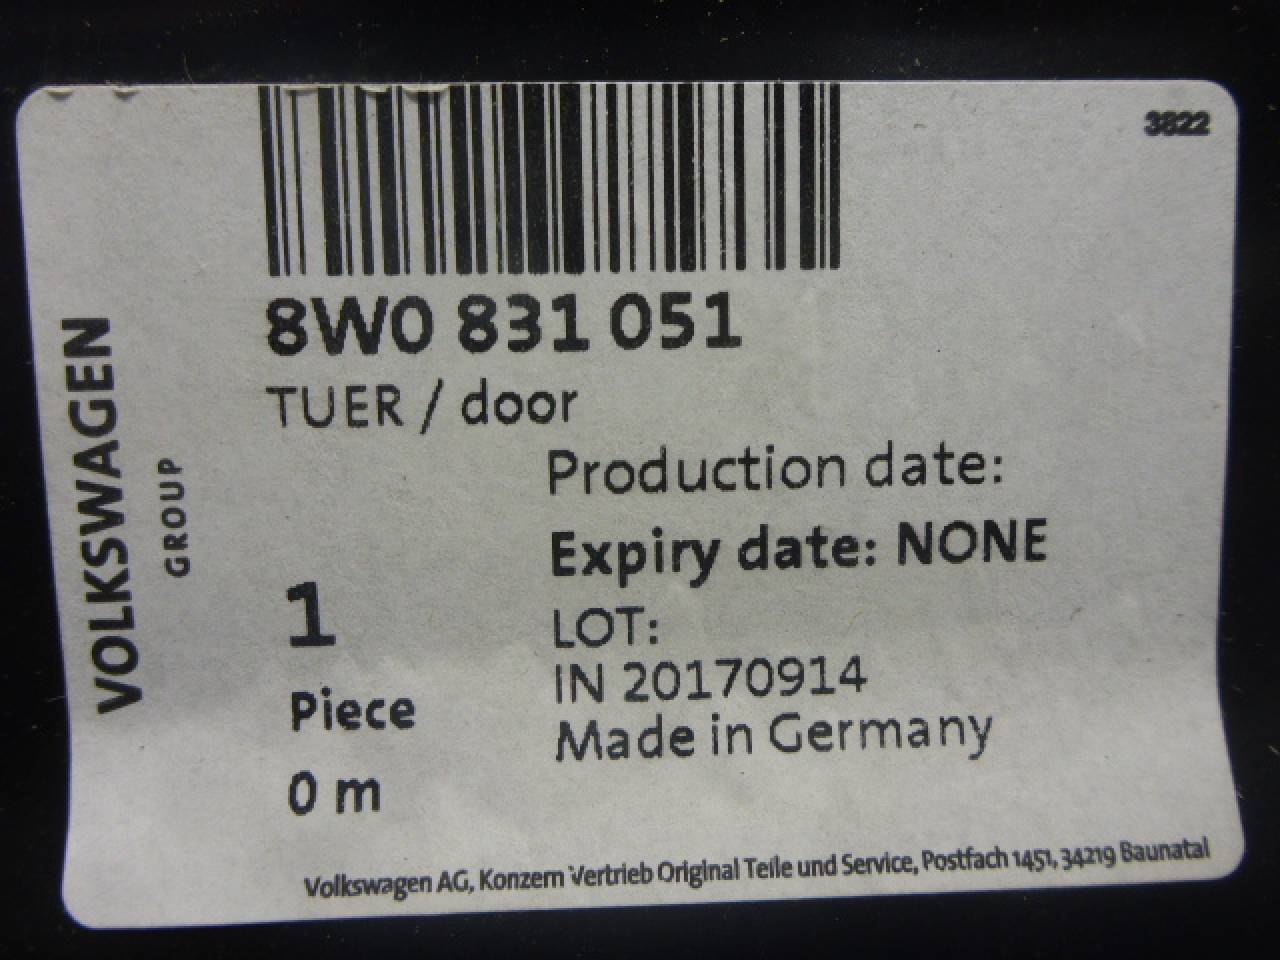 3822
8W0 831 051
TUER / door
Production date:
Expiry date: NONE
LOT:
IN 20170914
Made in Germany
1
Piece
0 m
VOLKSWAGEN
GROUP
Volkswagen AG, Konzern Vertrieb Original Teile und Service, Postfach 1451, 34219 Baunatal